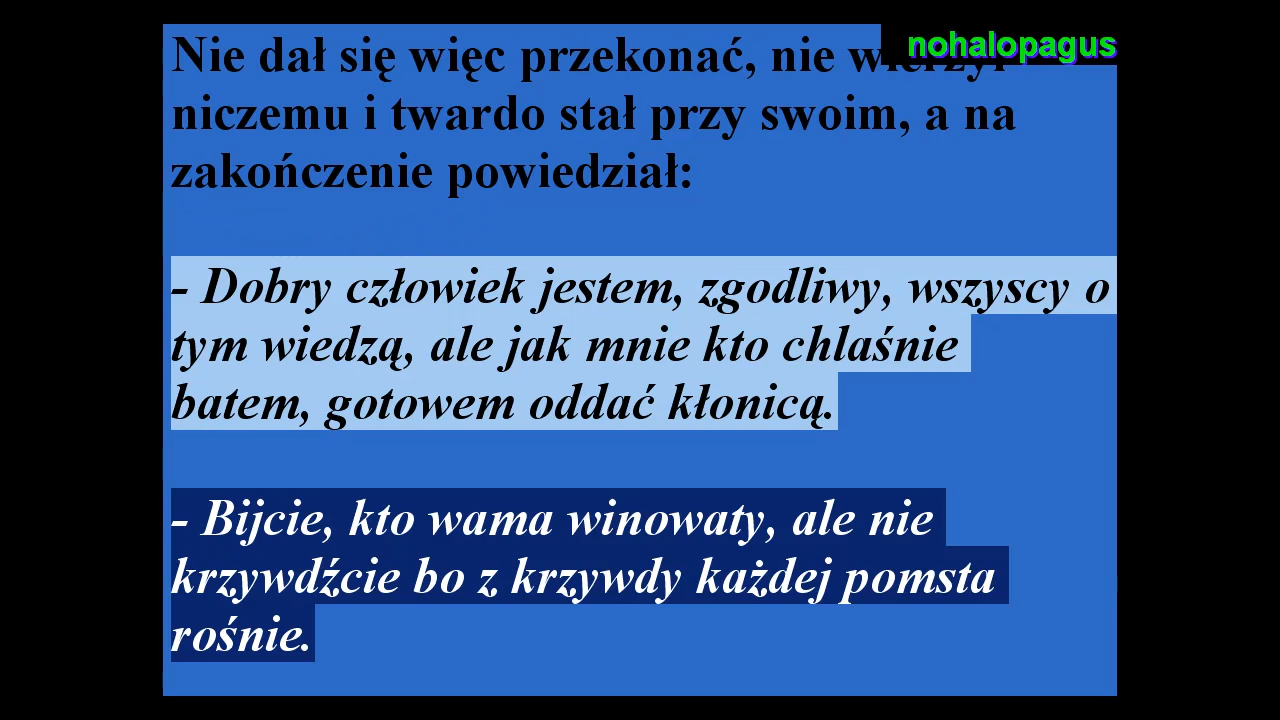 nohalopagus
Nie dał się więc przekonać, nie wierzył
niczemu i twardo stał przy swoim, a na
zakończenie powiedział:
- Dobry człowiek jestem, zgodliwy, wszyscy o
tym wiedzą, ale jak mnie kto chlaśnie
batem, gotowem oddać kłonicą.
- Bijcie, kto wama winowaty, ale nie
krzywdźcie bo z krzywdy każdej pomsta
rośnie.